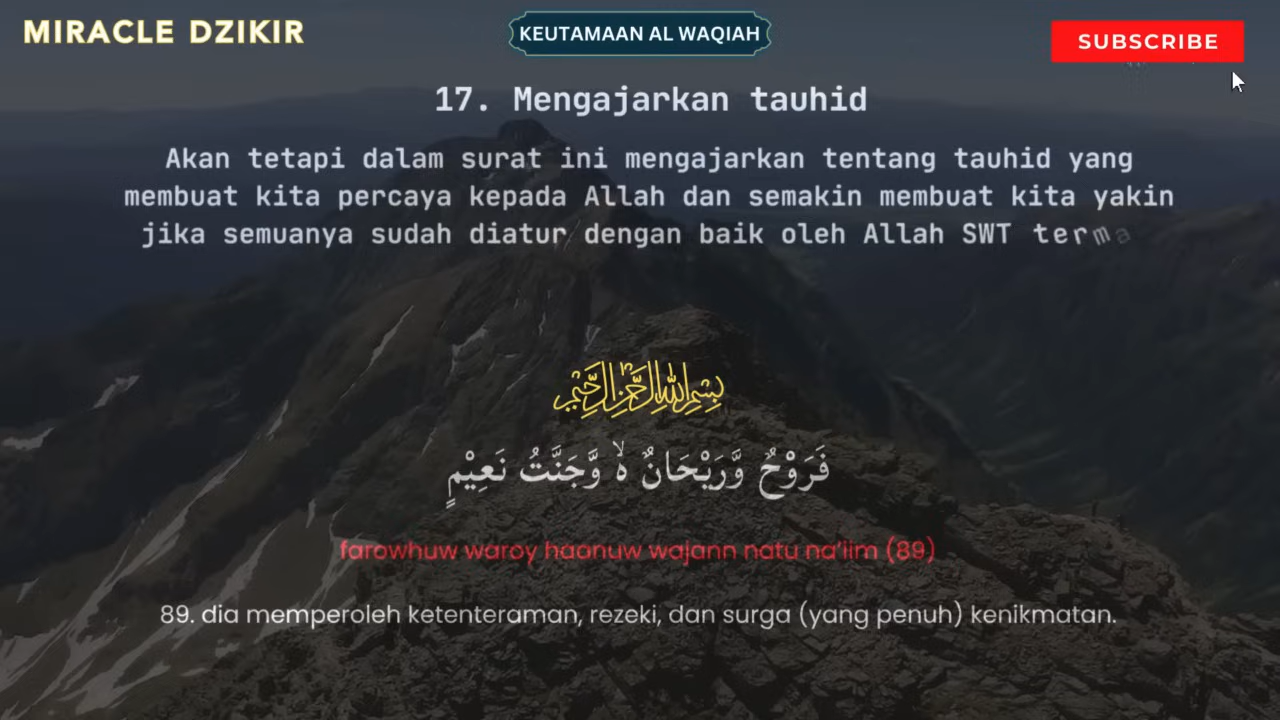 MIRACLE DZIKIR
KEUTAMAAN AL WAQIAH
SUBSCRIBE
17. Mengajarkan tauhid
Akan tetapi dalam surat ini mengajarkan tentang tauhid yang
membuat kita percaya kepada Allah dan semakin membuat kita yakin
jika semuanya sudah diatur dengan baik oleh Allah SWT terma
بِسْمِ اللهِ الرَّحْمٰنِ الرَّحِيْمِ
فَرَوْحٌ وَّرَيْحَانٌ ەۙ وَّجَنَّتُ نَعِيْمٍ
farowhuw waroy haonuw wajann natu na'iim (89)
89. dia memperoleh ketenteraman, rezeki, dan surga (yang penuh) kenikmatan.